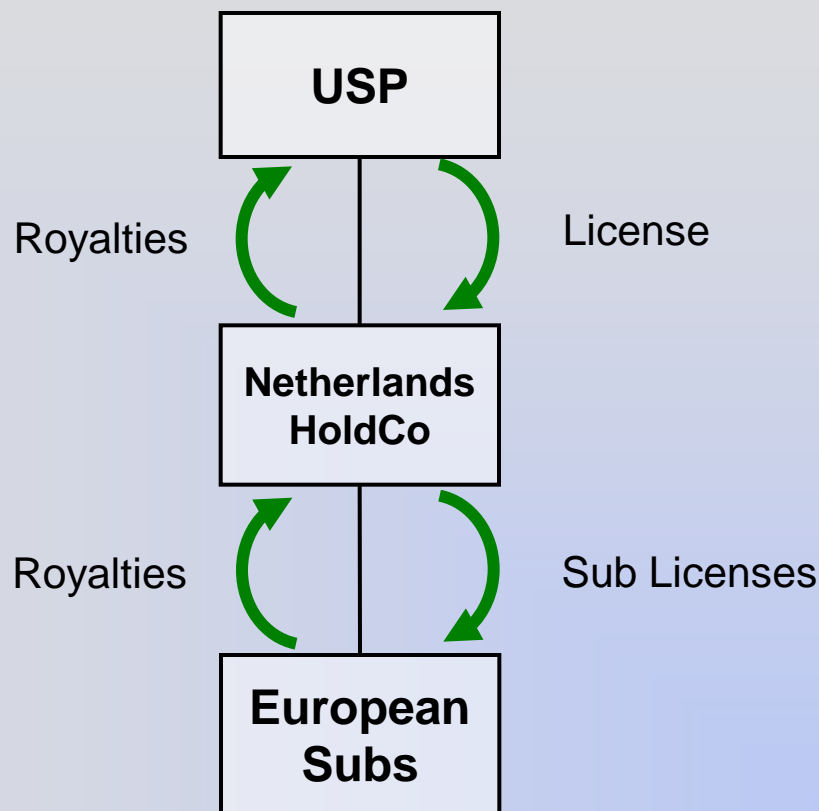 USP
Royalties
License
Netherlands
HoldCo
Royalties
Sub Licenses
European
Subs